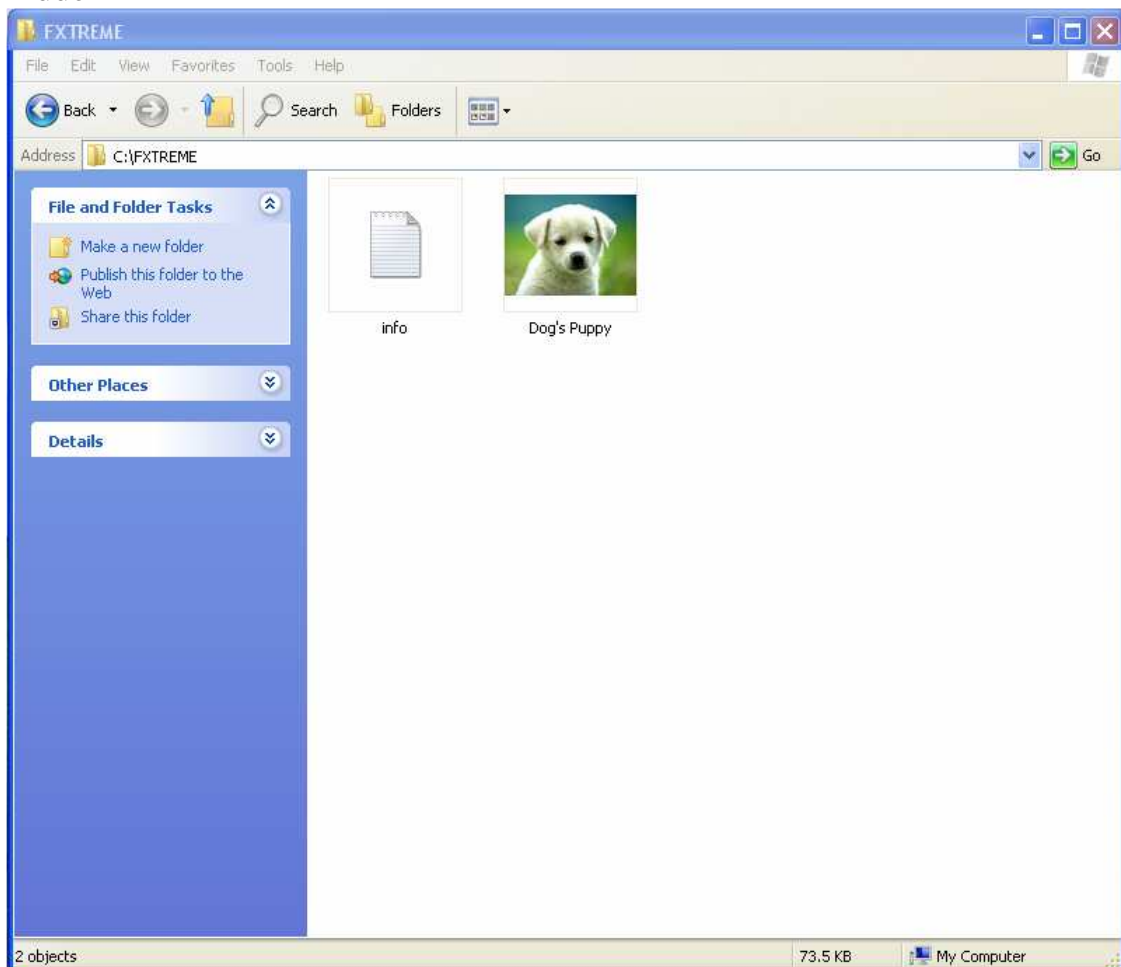 FXTREME
File Edit View Favorites Tools Help
Back Search Folders
Address C:\FXTREME Go
File and Folder Tasks
Make a new folder
Publish this folder to the
Web
Share this folder
Other Places
Details
info Dog's Puppy
2 objects 73.5 KB My Computer